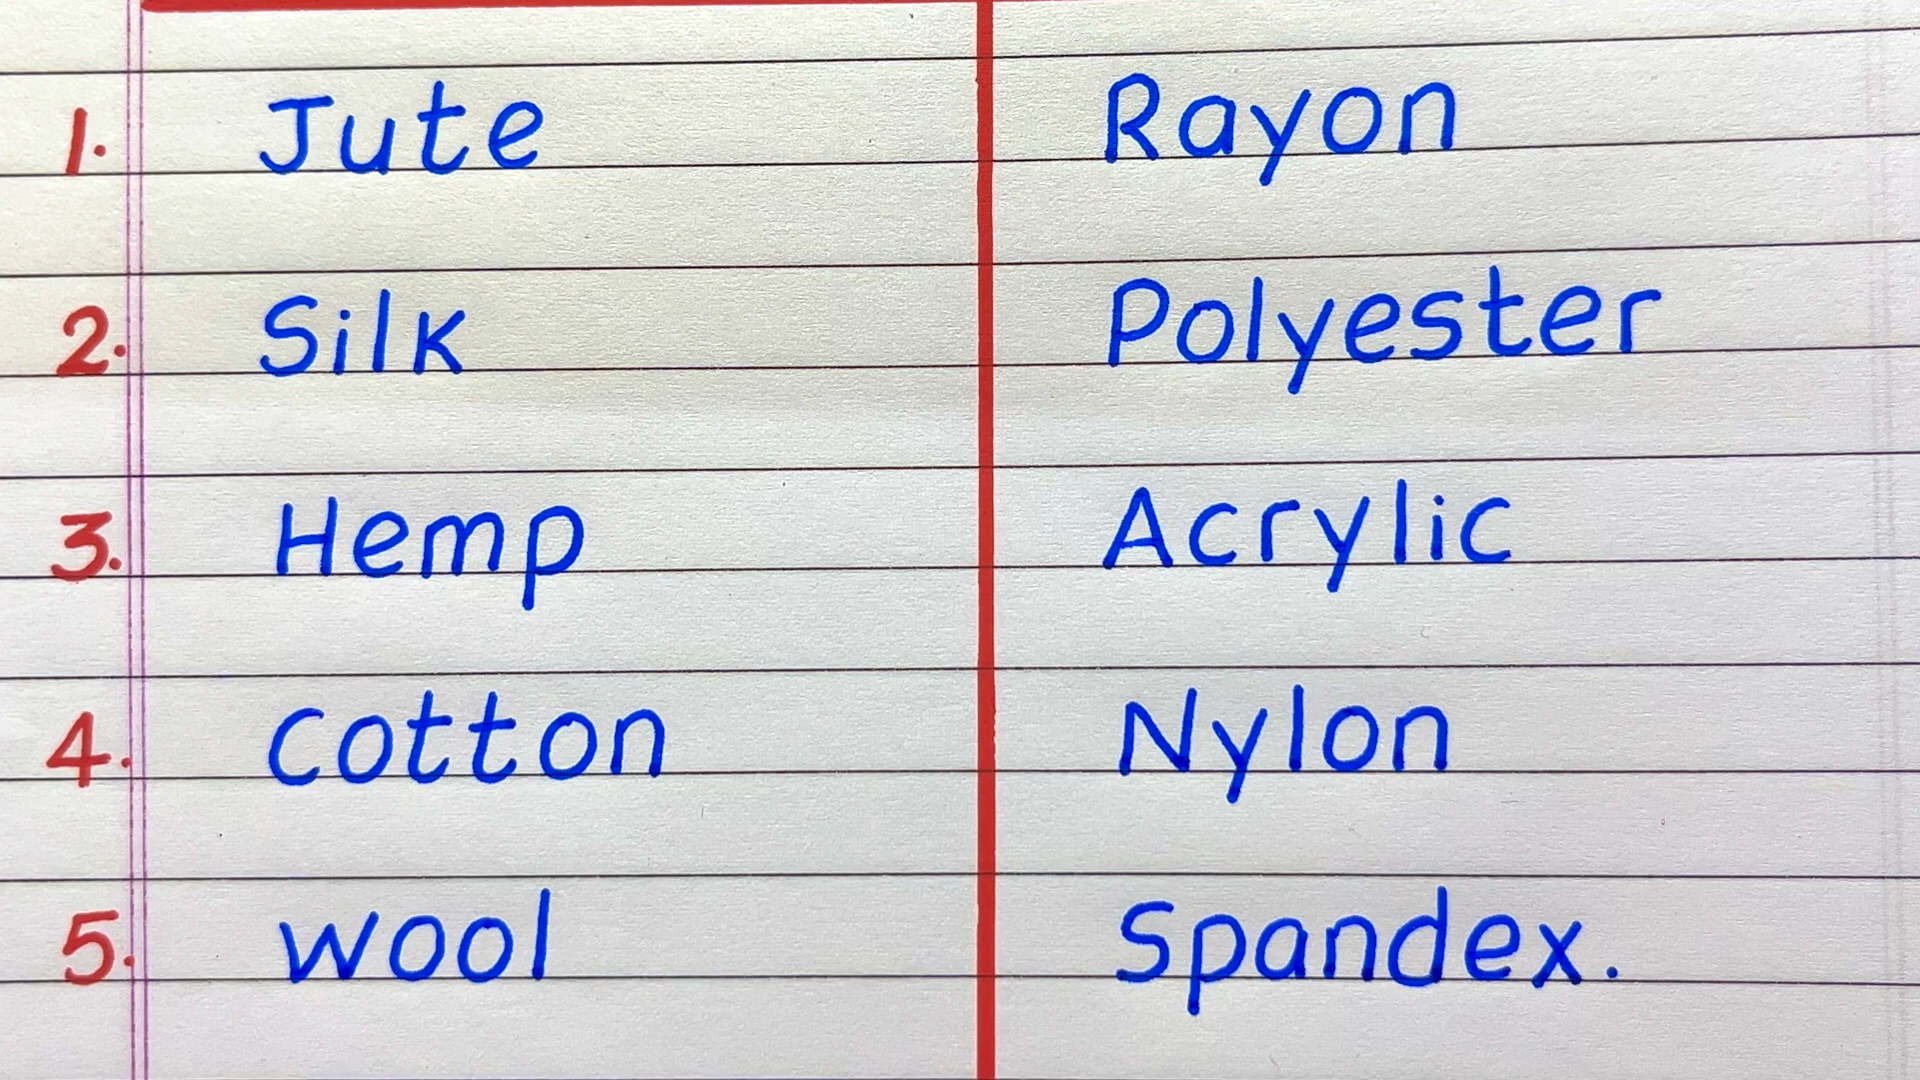 1. Jute Rayon
2. Silk Polyester
3. Hemp Acrylic
4. Cotton Nylon
5. Wool Spandex.